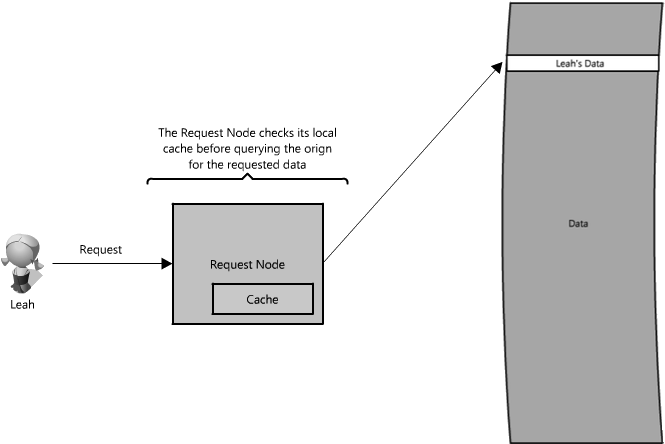 Leah's Data
The Request Node checks its local
cache before querying the orign
for the requested data
Data
Request
Request Node
Cache
Leah